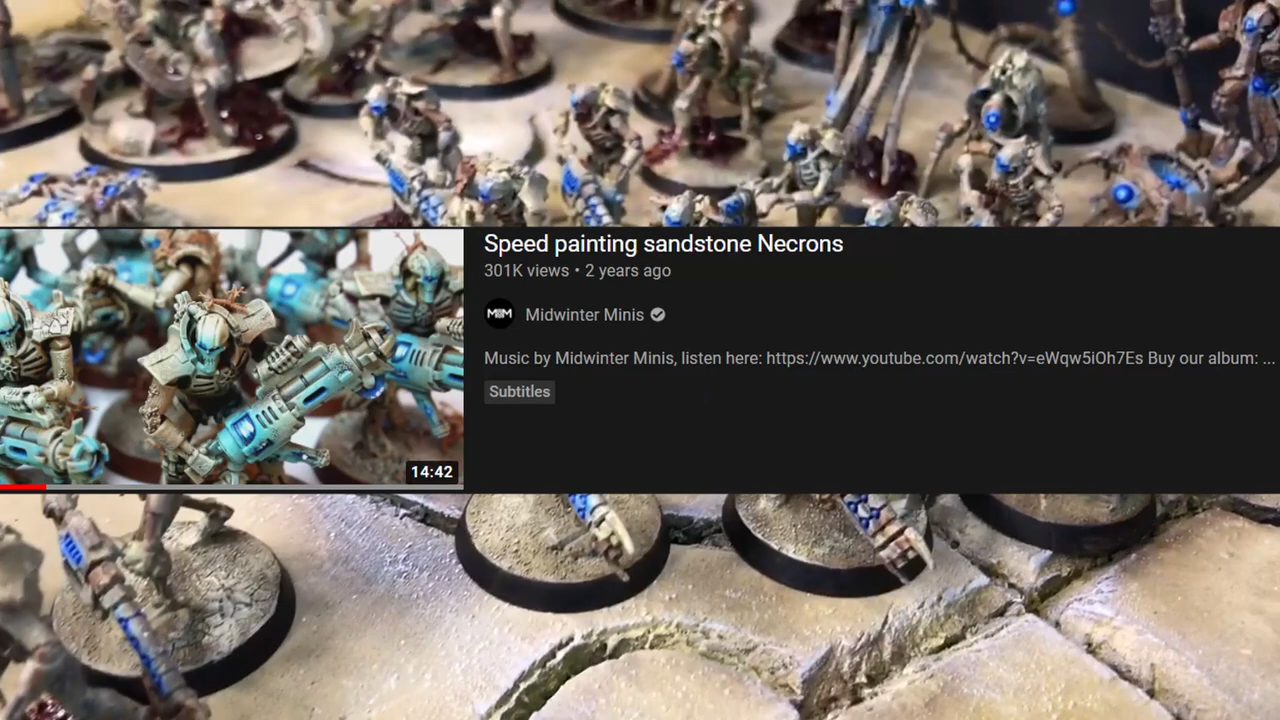 Speed painting sandstone Necrons
301K views • 2 years ago
MWM
Midwinter Minis
Music by Midwinter Minis, listen here: https://www.youtube.com/watch?v=eWqw5iOh7Es Buy our album: ...
Subtitles
14:42